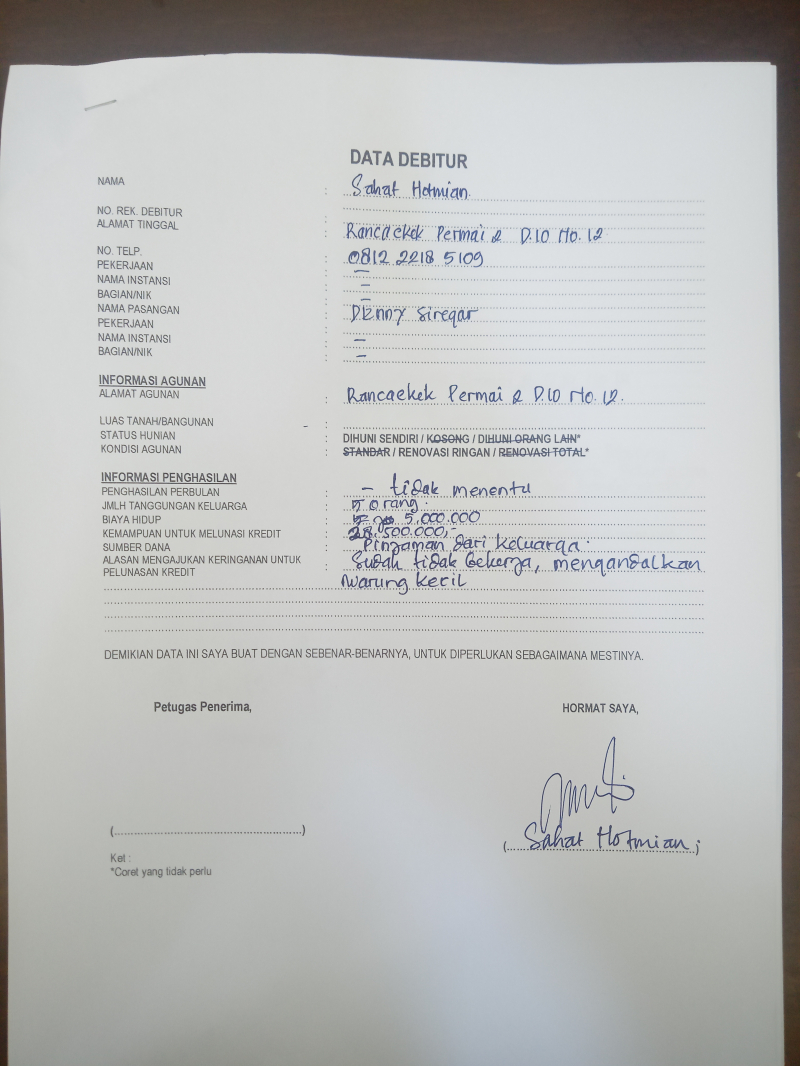 DATA DEBITUR
NAMA : Sahat Hotmian
NO. REK. DEBITUR :
ALAMAT TINGGAL : Rancaekek Permai 2 D.10 No. 12
NO. TELP. : 0812 2218 5109
PEKERJAAN : –
NAMA INSTANSI : –
BAGIAN/NIK : –
NAMA PASANGAN : Denny Siregar
PEKERJAAN :
NAMA INSTANSI : –
BAGIAN/NIK : –
INFORMASI AGUNAN
ALAMAT AGUNAN : Rancaekek Permai 2 D.10 No. 12.
LUAS TANAH/BANGUNAN – :
STATUS HUNIAN : DIHUNI SENDIRI / KOSONG / DIHUNI ORANG LAIN*
KONDISI AGUNAN : STANDAR / RENOVASI RINGAN / RENOVASI TOTAL*
INFORMASI PENGHASILAN
PENGHASILAN PERBULAN : – tidak menentu
JMLH TANGGUNGAN KELUARGA : 5 orang.
BIAYA HIDUP : 5.000.000
KEMAMPUAN UNTUK MELUNASI KREDIT : 28.500.000,-
SUMBER DANA : Pinjaman dari keluarga.
ALASAN MENGAJUKAN KERINGANAN UNTUK : Sudah tidak bekerja, mengandalkan
PELUNASAN KREDIT warung kecil
DEMIKIAN DATA INI SAYA BUAT DENGAN SEBENAR-BENARNYA, UNTUK DIPERLUKAN SEBAGAIMANA MESTINYA.
Petugas Penerima, HORMAT SAYA,
(....................................................) (Sahat Hotmian)
Ket :
*Coret yang tidak perlu